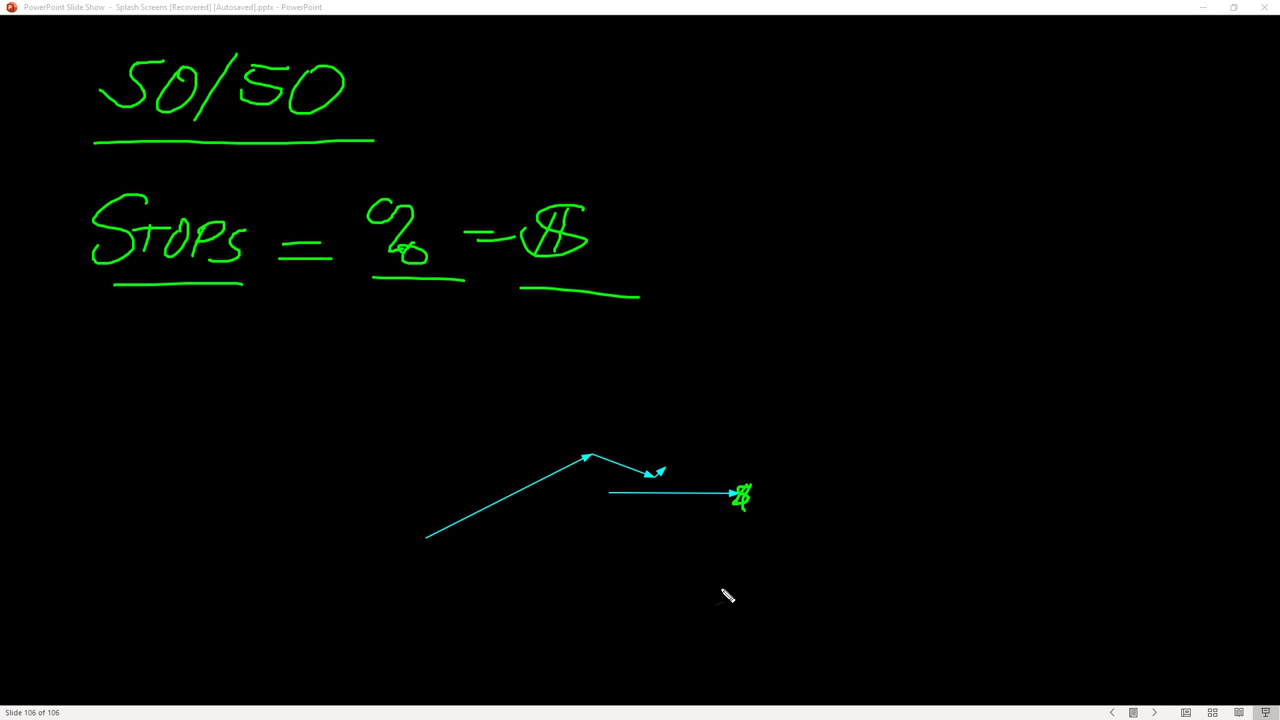 PowerPoint Slide Show - Splash Screens [Recovered] [Autosaved].pptx - PowerPoint
50/50
STOPS = % = $
$
Slide 106 of 106